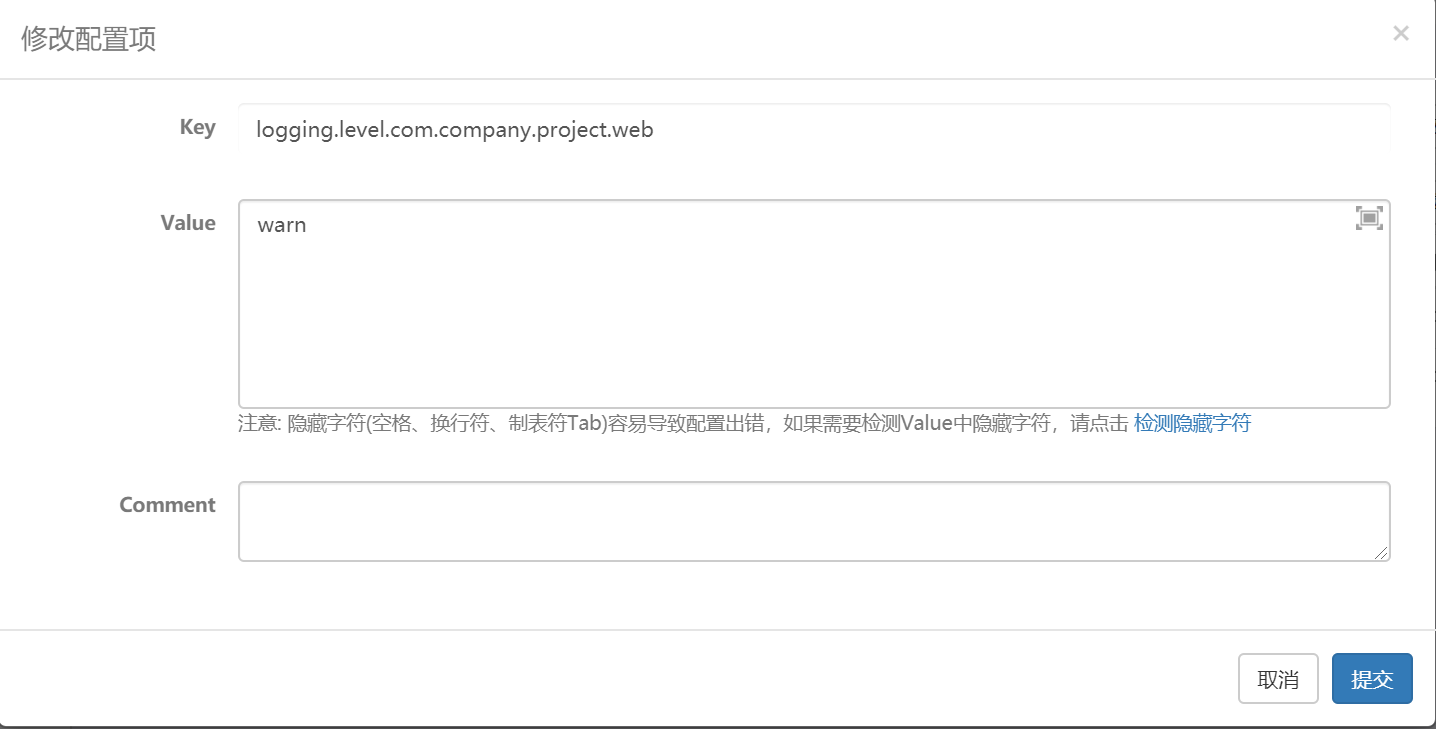 修改配置项
×
Key
logging.level.com.company.project.web
Value
warn
注意: 隐藏字符(空格、换行符、制表符Tab)容易导致配置出错，如果需要检测Value中隐藏字符，请点击 检测隐藏字符
Comment
取消
提交